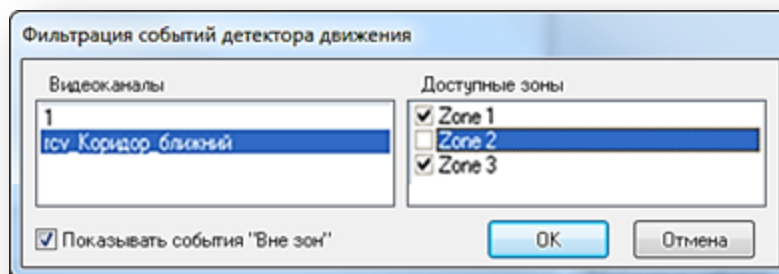 Фильтрация событий детектора движения
Видеоканалы
Доступные зоны
1
rcv_Коридор_ближний
Zone 1
Zone 2
Zone 3
Показывать события "Вне зон"
OK
Отмена